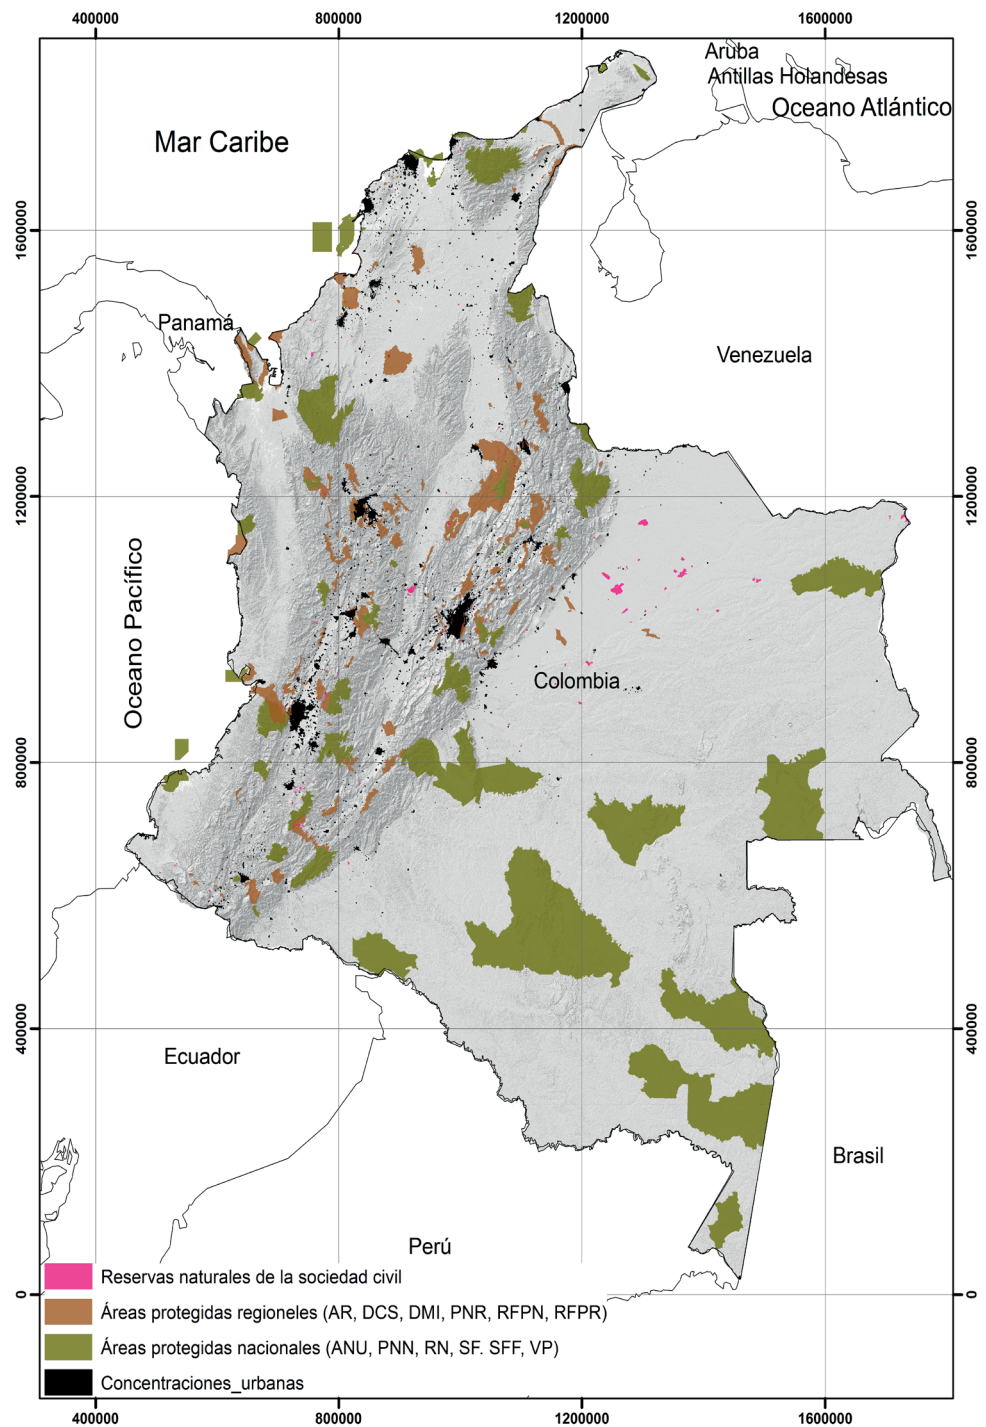 400000 800000 1200000 1600000
Aruba
Antillas Holandesas
Oceano Atlántico
Mar Caribe
1600000 1600000
Panamá
Venezuela
1200000 1200000
Oceano Pacífico
Colombia
800000 800000
400000 400000
Ecuador
Brasil
Perú
Reservas naturales de la sociedad civil
0 0
Áreas protegidas regioneles (AR, DCS, DMI, PNR, RFPN, RFPR)
Áreas protegidas nacionales (ANU, PNN, RN, SF. SFF, VP)
Concentraciones_urbanas
400000 800000 1200000 1600000